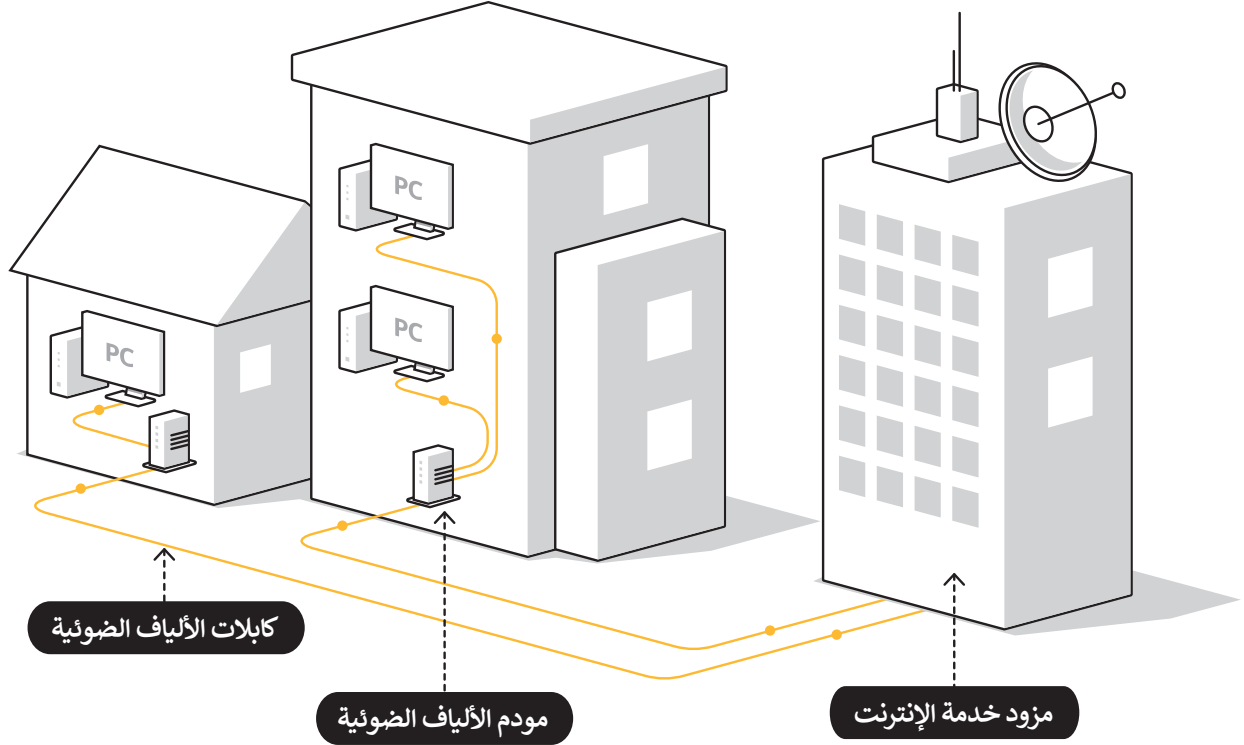 PC
PC
PC
كابلات الألياف الضوئية
مودم الألياف الضوئية
مزود خدمة الإنترنت